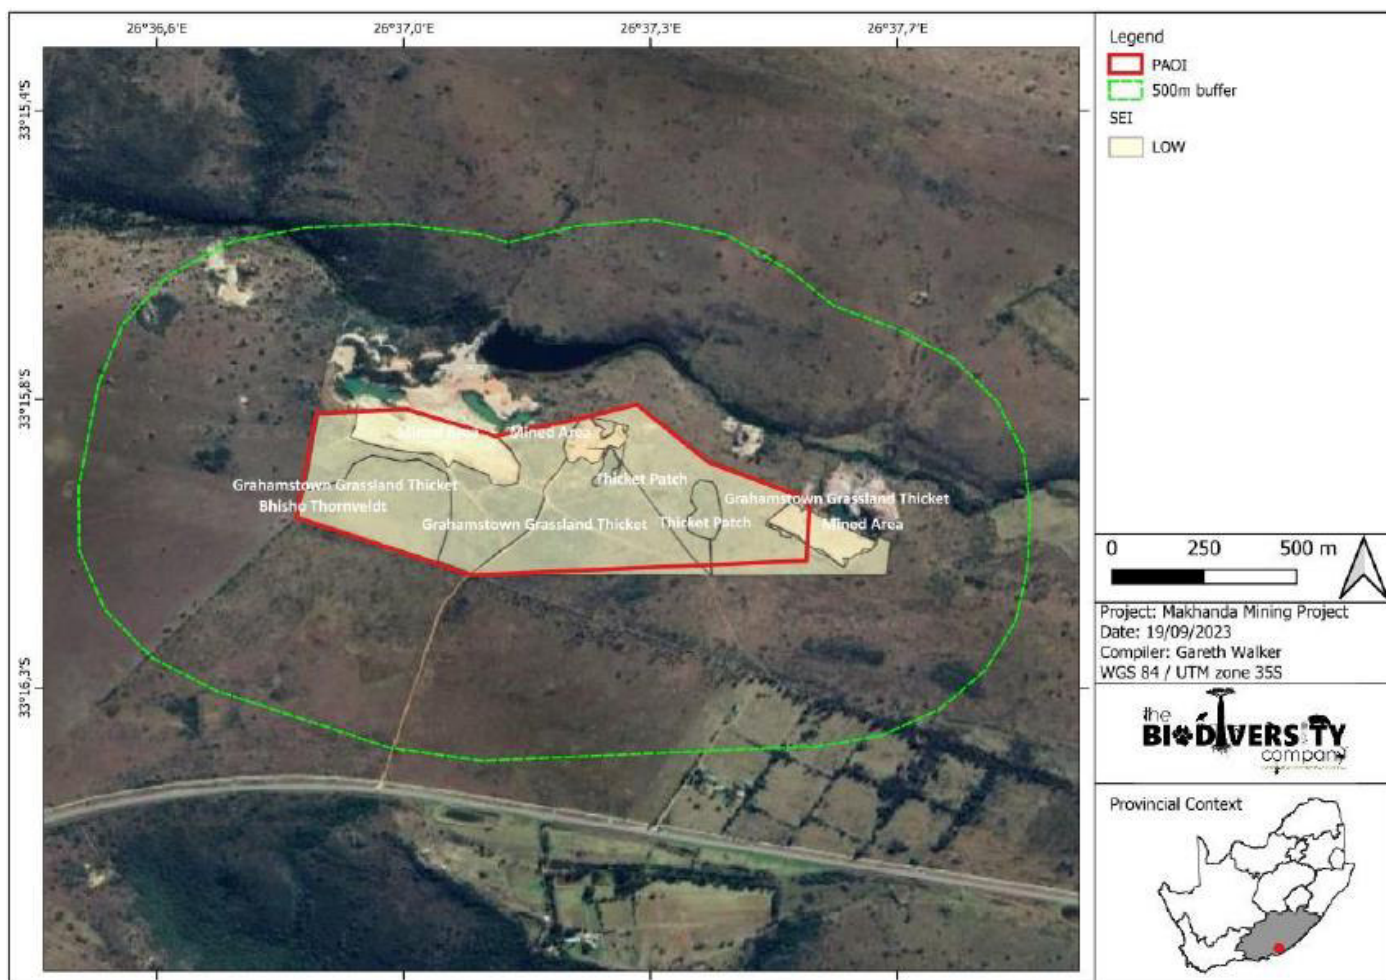 26°36,6'E
26°37,0'E
26°37,3'E
26°37,7'E
33°15,4'S
33°15,8'S
33°16,3'S
Mined Area
Mined Area
Thicket Patch
Grahamstown Grassland Thicket
Bhisho Thornveldt
Grahamstown Grassland Thicket
Thicket Patch
Grahamstown Grassland Thicket
Mined Area
Legend
PAOI
500m buffer
SEI
LOW
0 250 500 m
Project: Makhanda Mining Project
Date: 19/09/2023
Compiler: Gareth Walker
WGS 84 / UTM zone 35S
the
BIODIVERSITY
company
Provincial Context